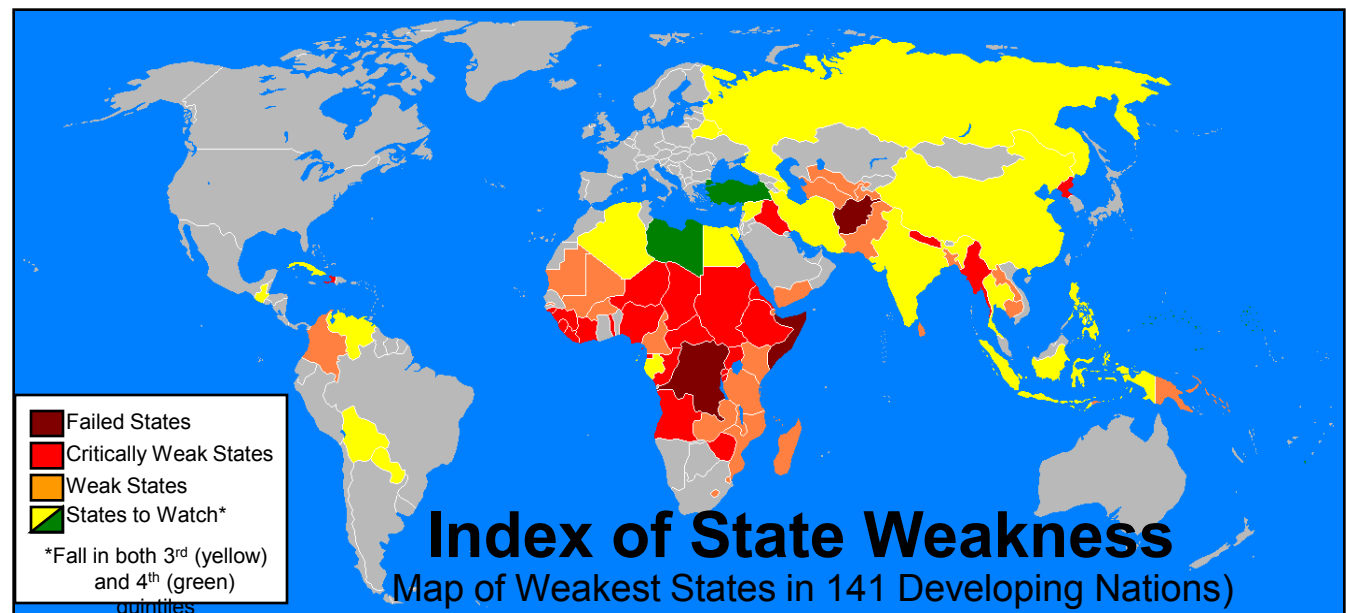 Failed States
Critically Weak States
Weak States
States to Watch*
*Fall in both 3rd (yellow)
and 4th (green)
quintiles
Index of State Weakness
Map of Weakest States in 141 Developing Nations)